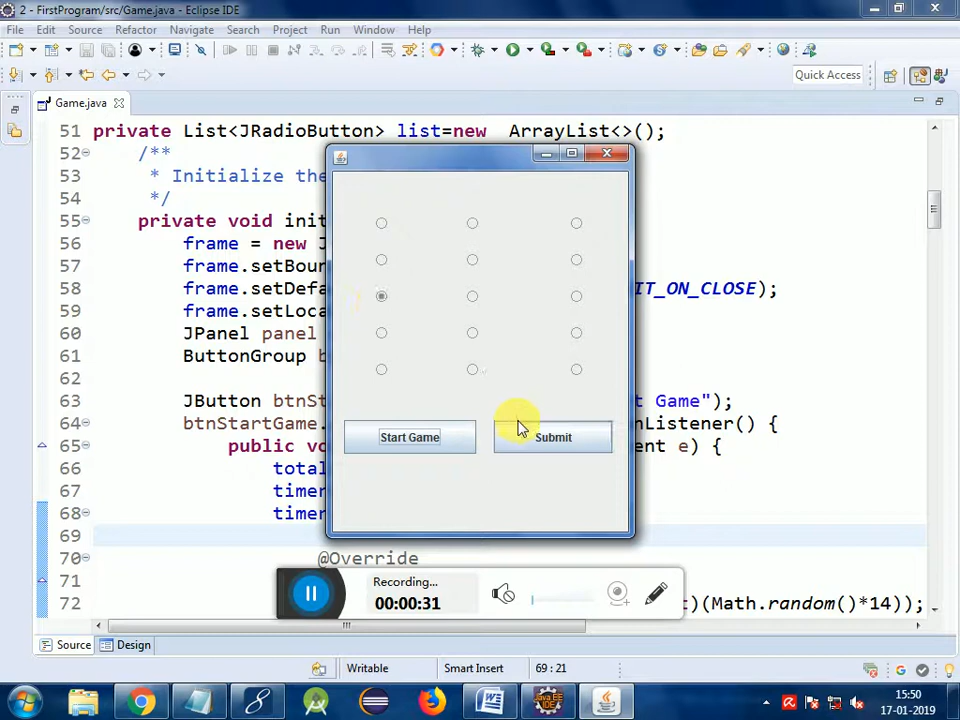 2 - FirstProgram/src/Game.java - Eclipse IDE
File Edit Source Refactor Navigate Search Project Run Window Help
Quick Access
Game.java
51 private List<JRadioButton> list=new ArrayList<>();
52 /**
53 * Initialize the
54 */
55 private void init
56 frame = new J
57 frame.setBoun
58 frame.setDefa IT_ON_CLOSE);
59 frame.setLoca
60 JPanel panel
61 ButtonGroup b
62
63 JButton btnSt t Game");
64 btnStartGame. nListener() {
65 public vo ent e) {
66 total
67 timer
68 timer
69
70 @Override
71
72 t)(Math.random()*14));
Start Game Submit
Recording...
00:00:31
Source Design
Writable Smart Insert 69 : 21
15:50
17-01-2019